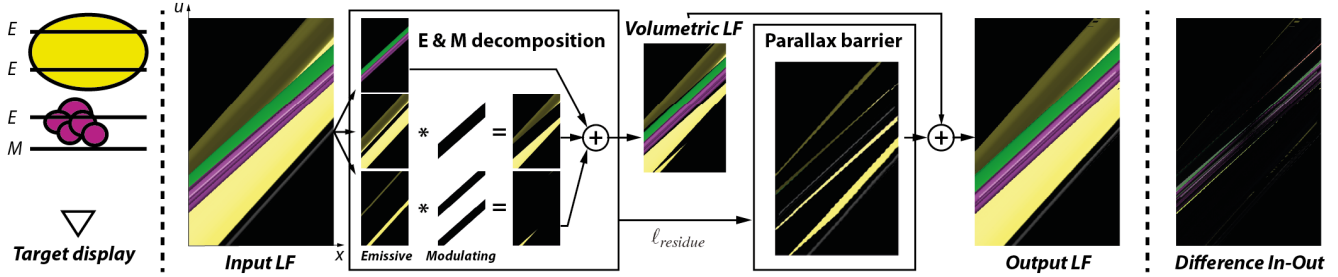 E
E
E
M
Target display
u
x
Input LF
E & M decomposition
* =
* =
Emissive Modulating
+
Volumetric LF
ℓresidue
Parallax barrier
+
Output LF
Difference In-Out